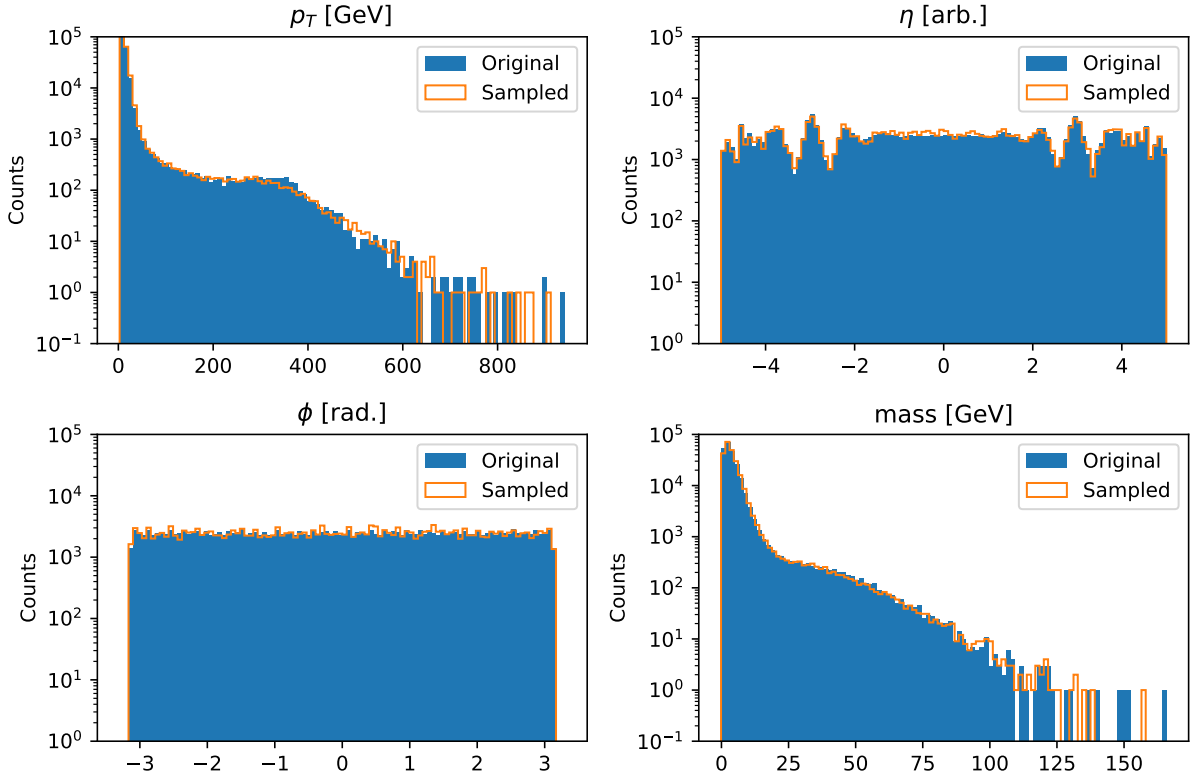 p_T [GeV]
Counts
10^5
10^4
10^3
10^2
10^1
10^0
10^−1
0 200 400 600 800
Original
Sampled
η [arb.]
Counts
10^5
10^4
10^3
10^2
10^1
10^0
−4 −2 0 2 4
Original
Sampled
ϕ [rad.]
Counts
10^5
10^4
10^3
10^2
10^1
10^0
−3 −2 −1 0 1 2 3
Original
Sampled
mass [GeV]
10^5
10^4
10^3
10^2
10^1
10^0
10^−1
Counts
0 25 50 75 100 125 150
Original
Sampled